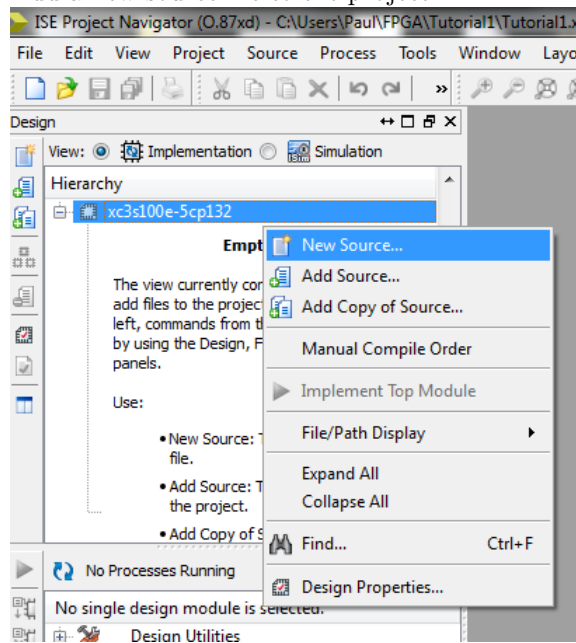 ISE Project Navigator (O.87xd) - C:\Users\Paul\FPGA\Tutorial1\Tutorial1.x
File Edit View Project Source Process Tools Window Layo
»
Design
View: Implementation Simulation
Hierarchy
xc3s100e-5cp132
Empt
The view currently con
add files to the project
left, commands from th
by using the Design, F
panels.
Use:
•New Source: T
file.
•Add Source: T
the project.
•Add Copy of S
New Source...
Add Source...
Add Copy of Source...
Manual Compile Order
Implement Top Module
File/Path Display
Expand All
Collapse All
Find... Ctrl+F
Design Properties...
No Processes Running
No single design module is selected.
Design Utilities